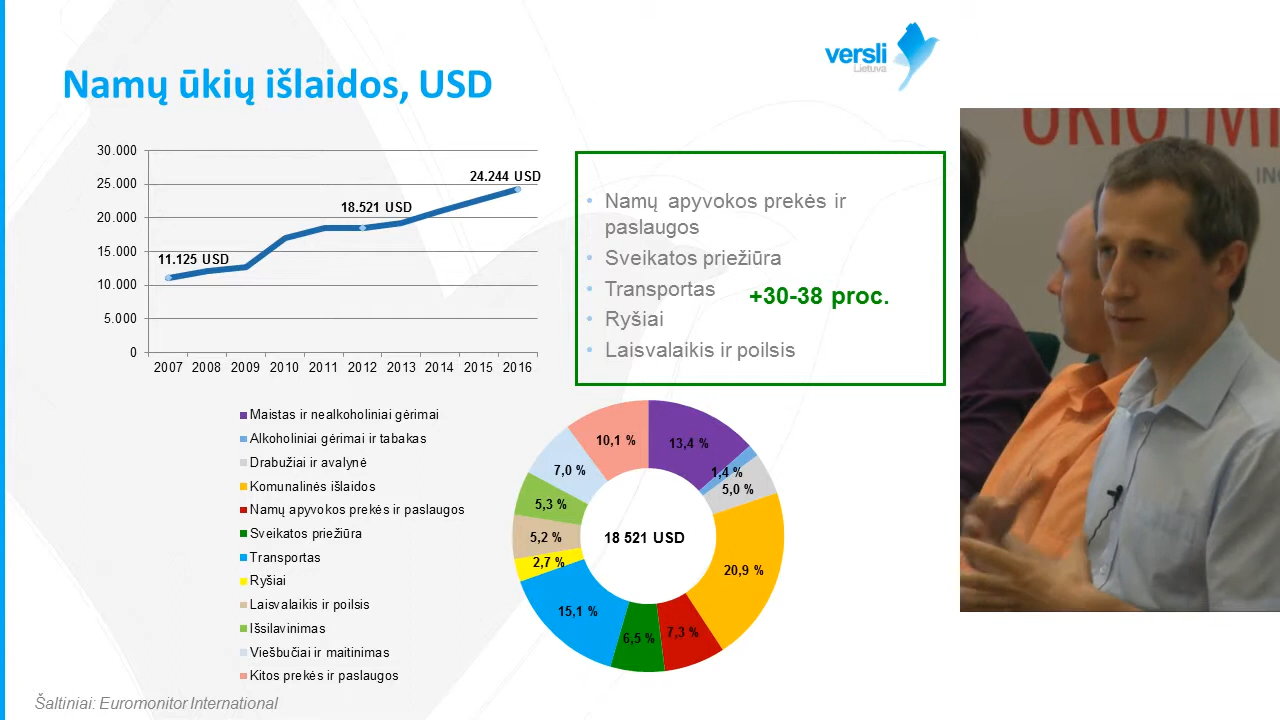 versli
Lietuva
Namų ūkių išlaidos, USD
30.000
25.000
20.000
15.000
10.000
5.000
0
11.125 USD
18.521 USD
24.244 USD
2007 2008 2009 2010 2011 2012 2013 2014 2015 2016
• Namų apyvokos prekės ir
paslaugos
• Sveikatos priežiūra
• Transportas
+30-38 proc.
• Ryšiai
• Laisvalaikis ir poilsis
Maistas ir nealkoholiniai gėrimai
Alkoholiniai gėrimai ir tabakas
Drabužiai ir avalynė
Komunalinės išlaidos
Namų apyvokos prekės ir paslaugos
Sveikatos priežiūra
Transportas
Ryšiai
Laisvalaikis ir poilsis
Išsilavinimas
Viešbučiai ir maitinimas
Kitos prekės ir paslaugos
13,4 %
1,4 %
5,0 %
20,9 %
7,3 %
6,5 %
15,1 %
2,7 %
5,2 %
5,3 %
7,0 %
10,1 %
18 521 USD
Šaltiniai: Euromonitor International
ŪKIO MI